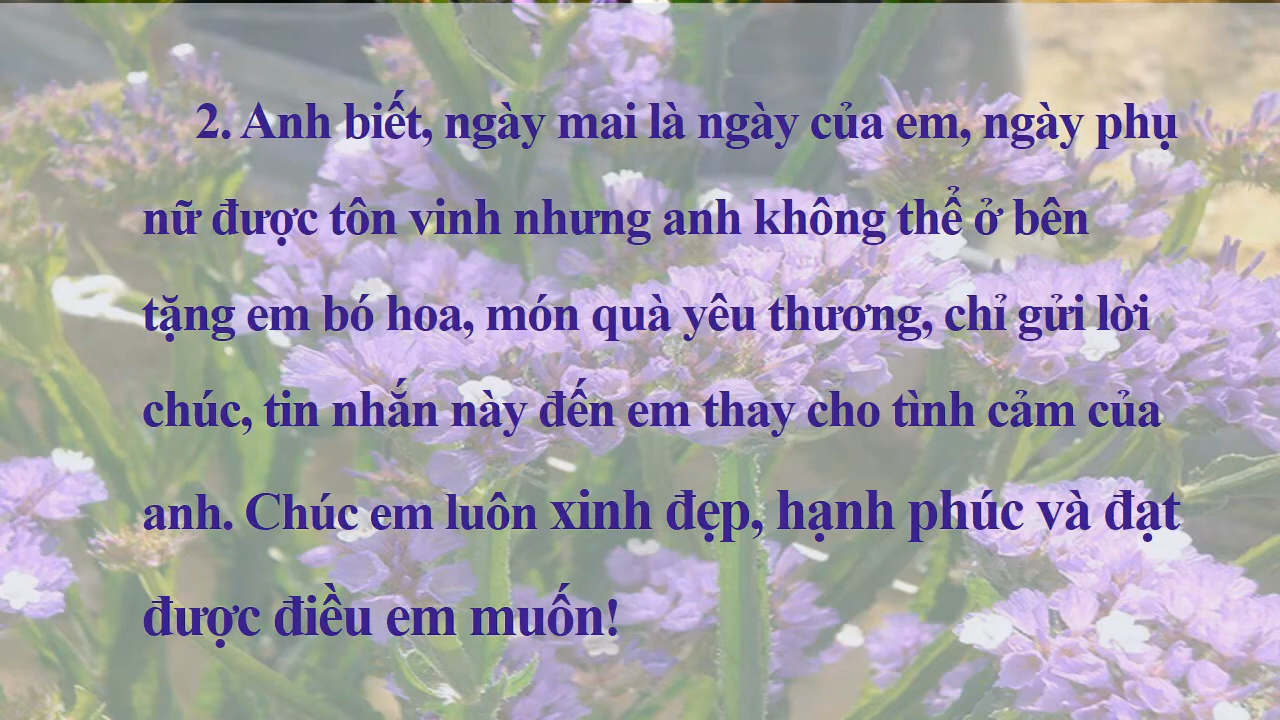 2. Anh biết, ngày mai là ngày của em, ngày phụ
nữ được tôn vinh nhưng anh không thể ở bên
tặng em bó hoa, món quà yêu thương, chỉ gửi lời
chúc, tin nhắn này đến em thay cho tình cảm của
anh. Chúc em luôn xinh đẹp, hạnh phúc và đạt
được điều em muốn!